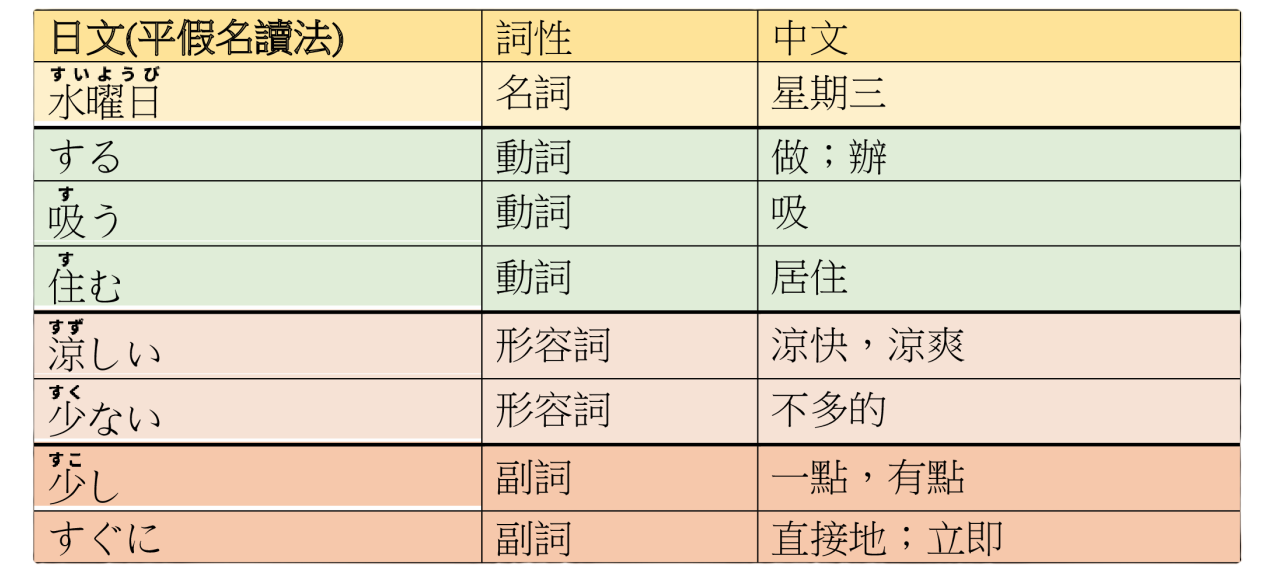 日文(平假名讀法) 詞性 中文
すいようび
水曜日 名詞 星期三
する 動詞 做；辦
す
吸う 動詞 吸
す
住む 動詞 居住
すず
涼しい 形容詞 涼快，涼爽
すく
少ない 形容詞 不多的
すこ
少し 副詞 一點，有點
すぐに 副詞 直接地；立即